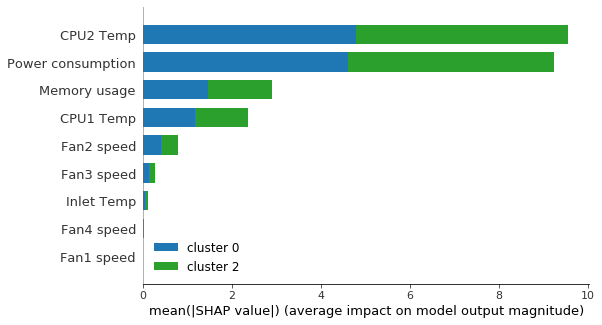 CPU2 Temp
Power consumption
Memory usage
CPU1 Temp
Fan2 speed
Fan3 speed
Inlet Temp
Fan4 speed
Fan1 speed
cluster 0
cluster 2
0 2 4 6 8 10
mean(|SHAP value|) (average impact on model output magnitude)